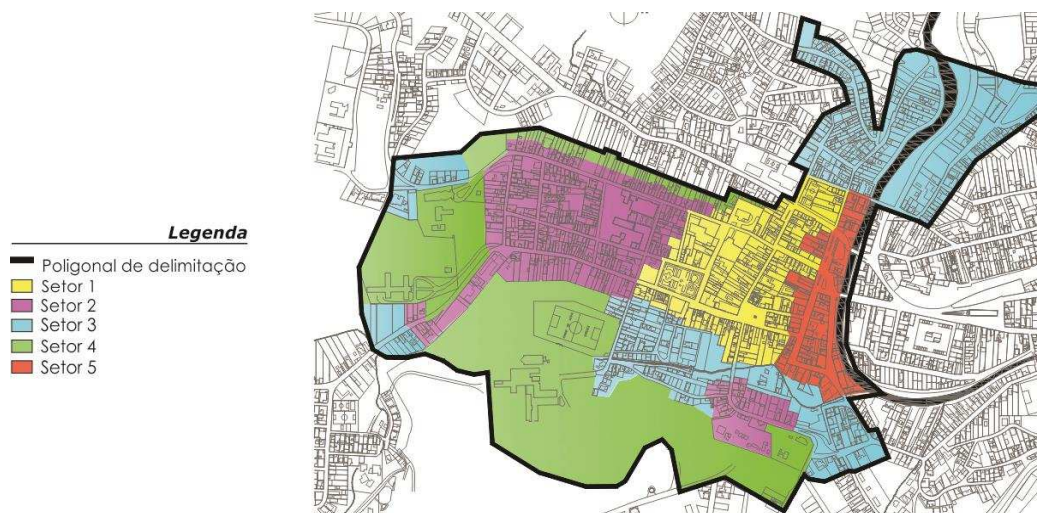 Legenda
Poligonal de delimitação
Setor 1
Setor 2
Setor 3
Setor 4
Setor 5